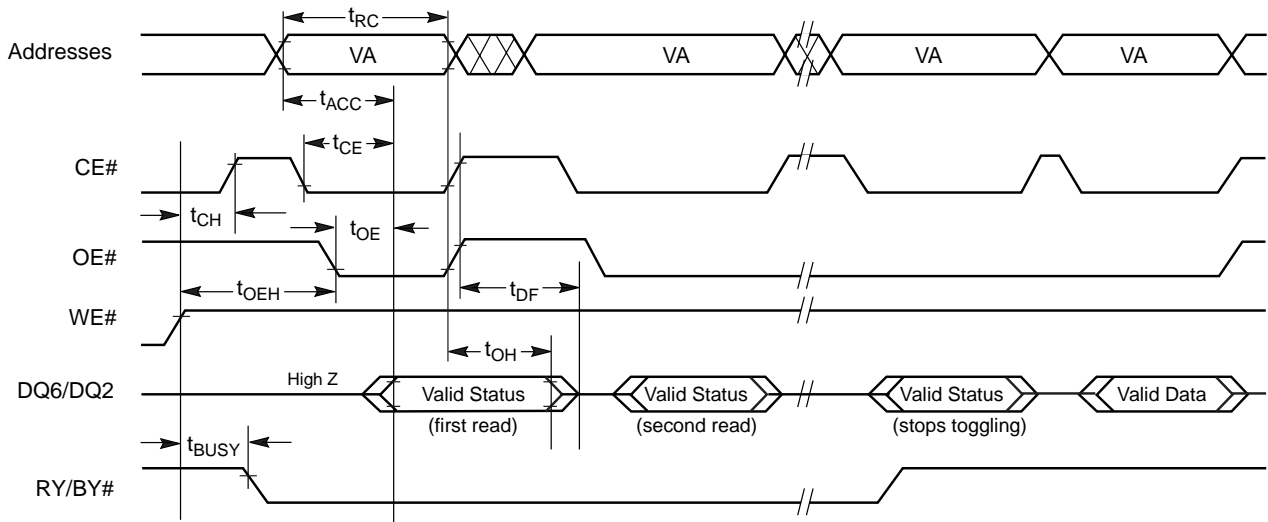 tRC
Addresses VA VA VA VA
tACC
tCE
CE#
tCH tOE
OE#
tOEH tDF
WE#
tOH
High Z
DQ6/DQ2 Valid Status Valid Status Valid Status Valid Data
(first read) (second read) (stops toggling)
tBUSY
RY/BY#